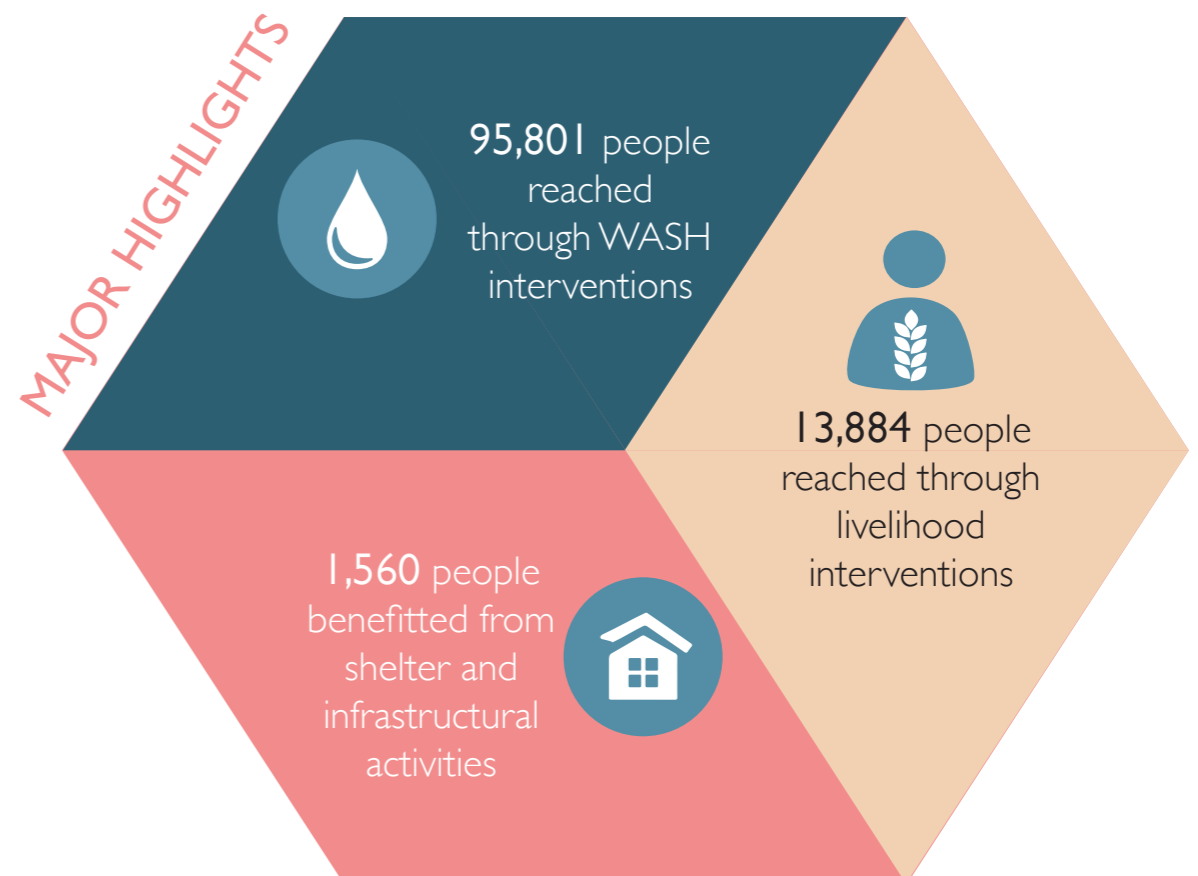 MAJOR HIGHLIGHTS
95,801 people
reached
through WASH
interventions
13,884 people
reached through
livelihood
interventions
1,560 people
benefitted from
shelter and
infrastructural
activities